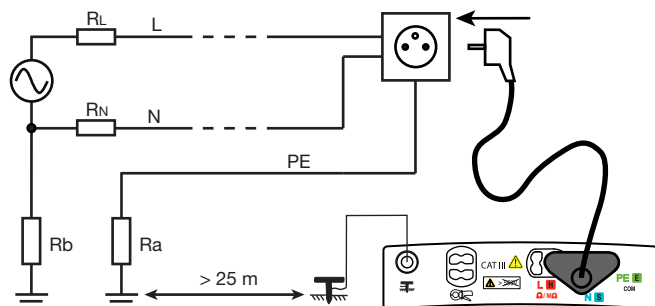 RL
L
RN
N
PE
Rb
Ra
> 25 m
CAT III
L H
Ω/MΩ
N S
PE E
COM